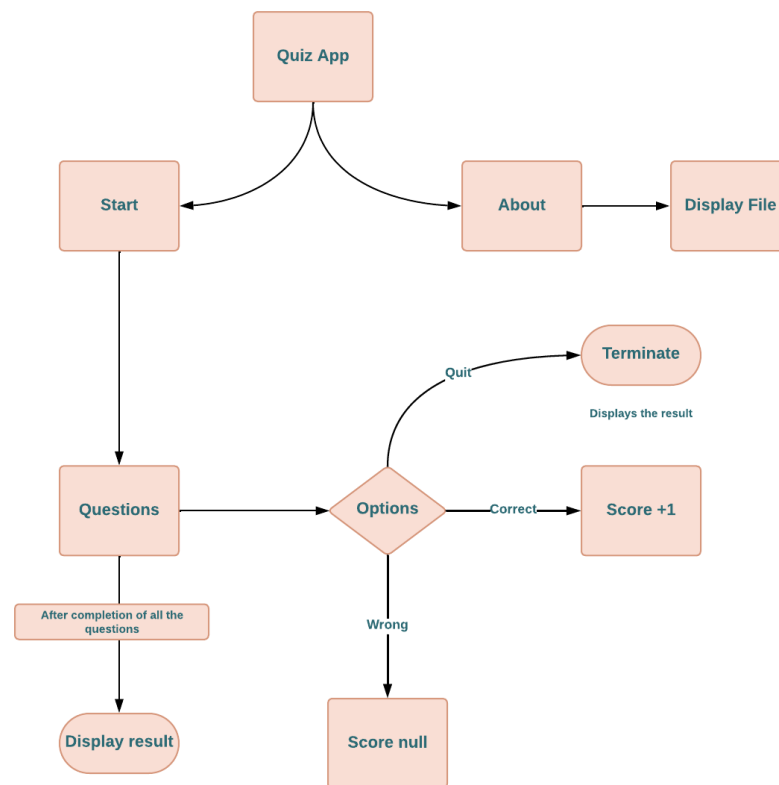 Quiz App
Start
About
Display File
Terminate
Quit
Displays the result
Questions
Options
Correct
Score +1
After completion of all the
questions
Wrong
Display result
Score null